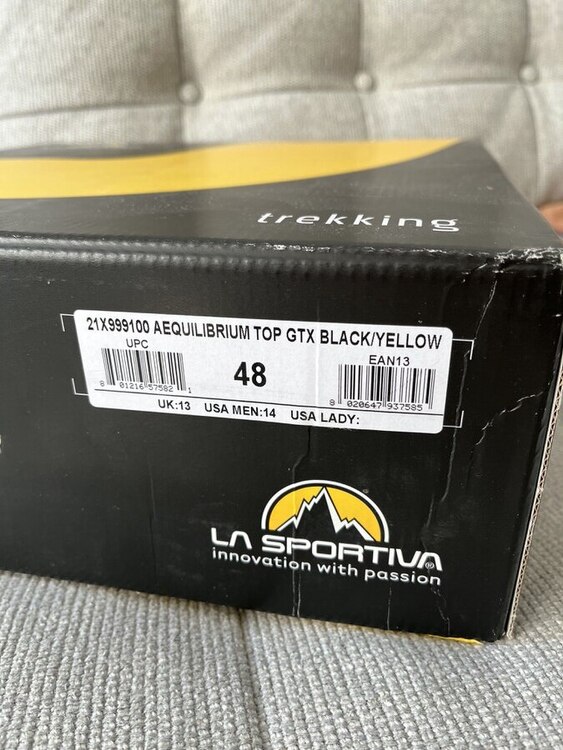 trekking
21X999100 AEQUILIBRIUM TOP GTX BLACK/YELLOW
UPC
48
EAN13
8 01216 57582 1
8 020647 937585
UK:13 USA MEN:14 USA LADY:
LA SPORTIVA®
innovation with passion